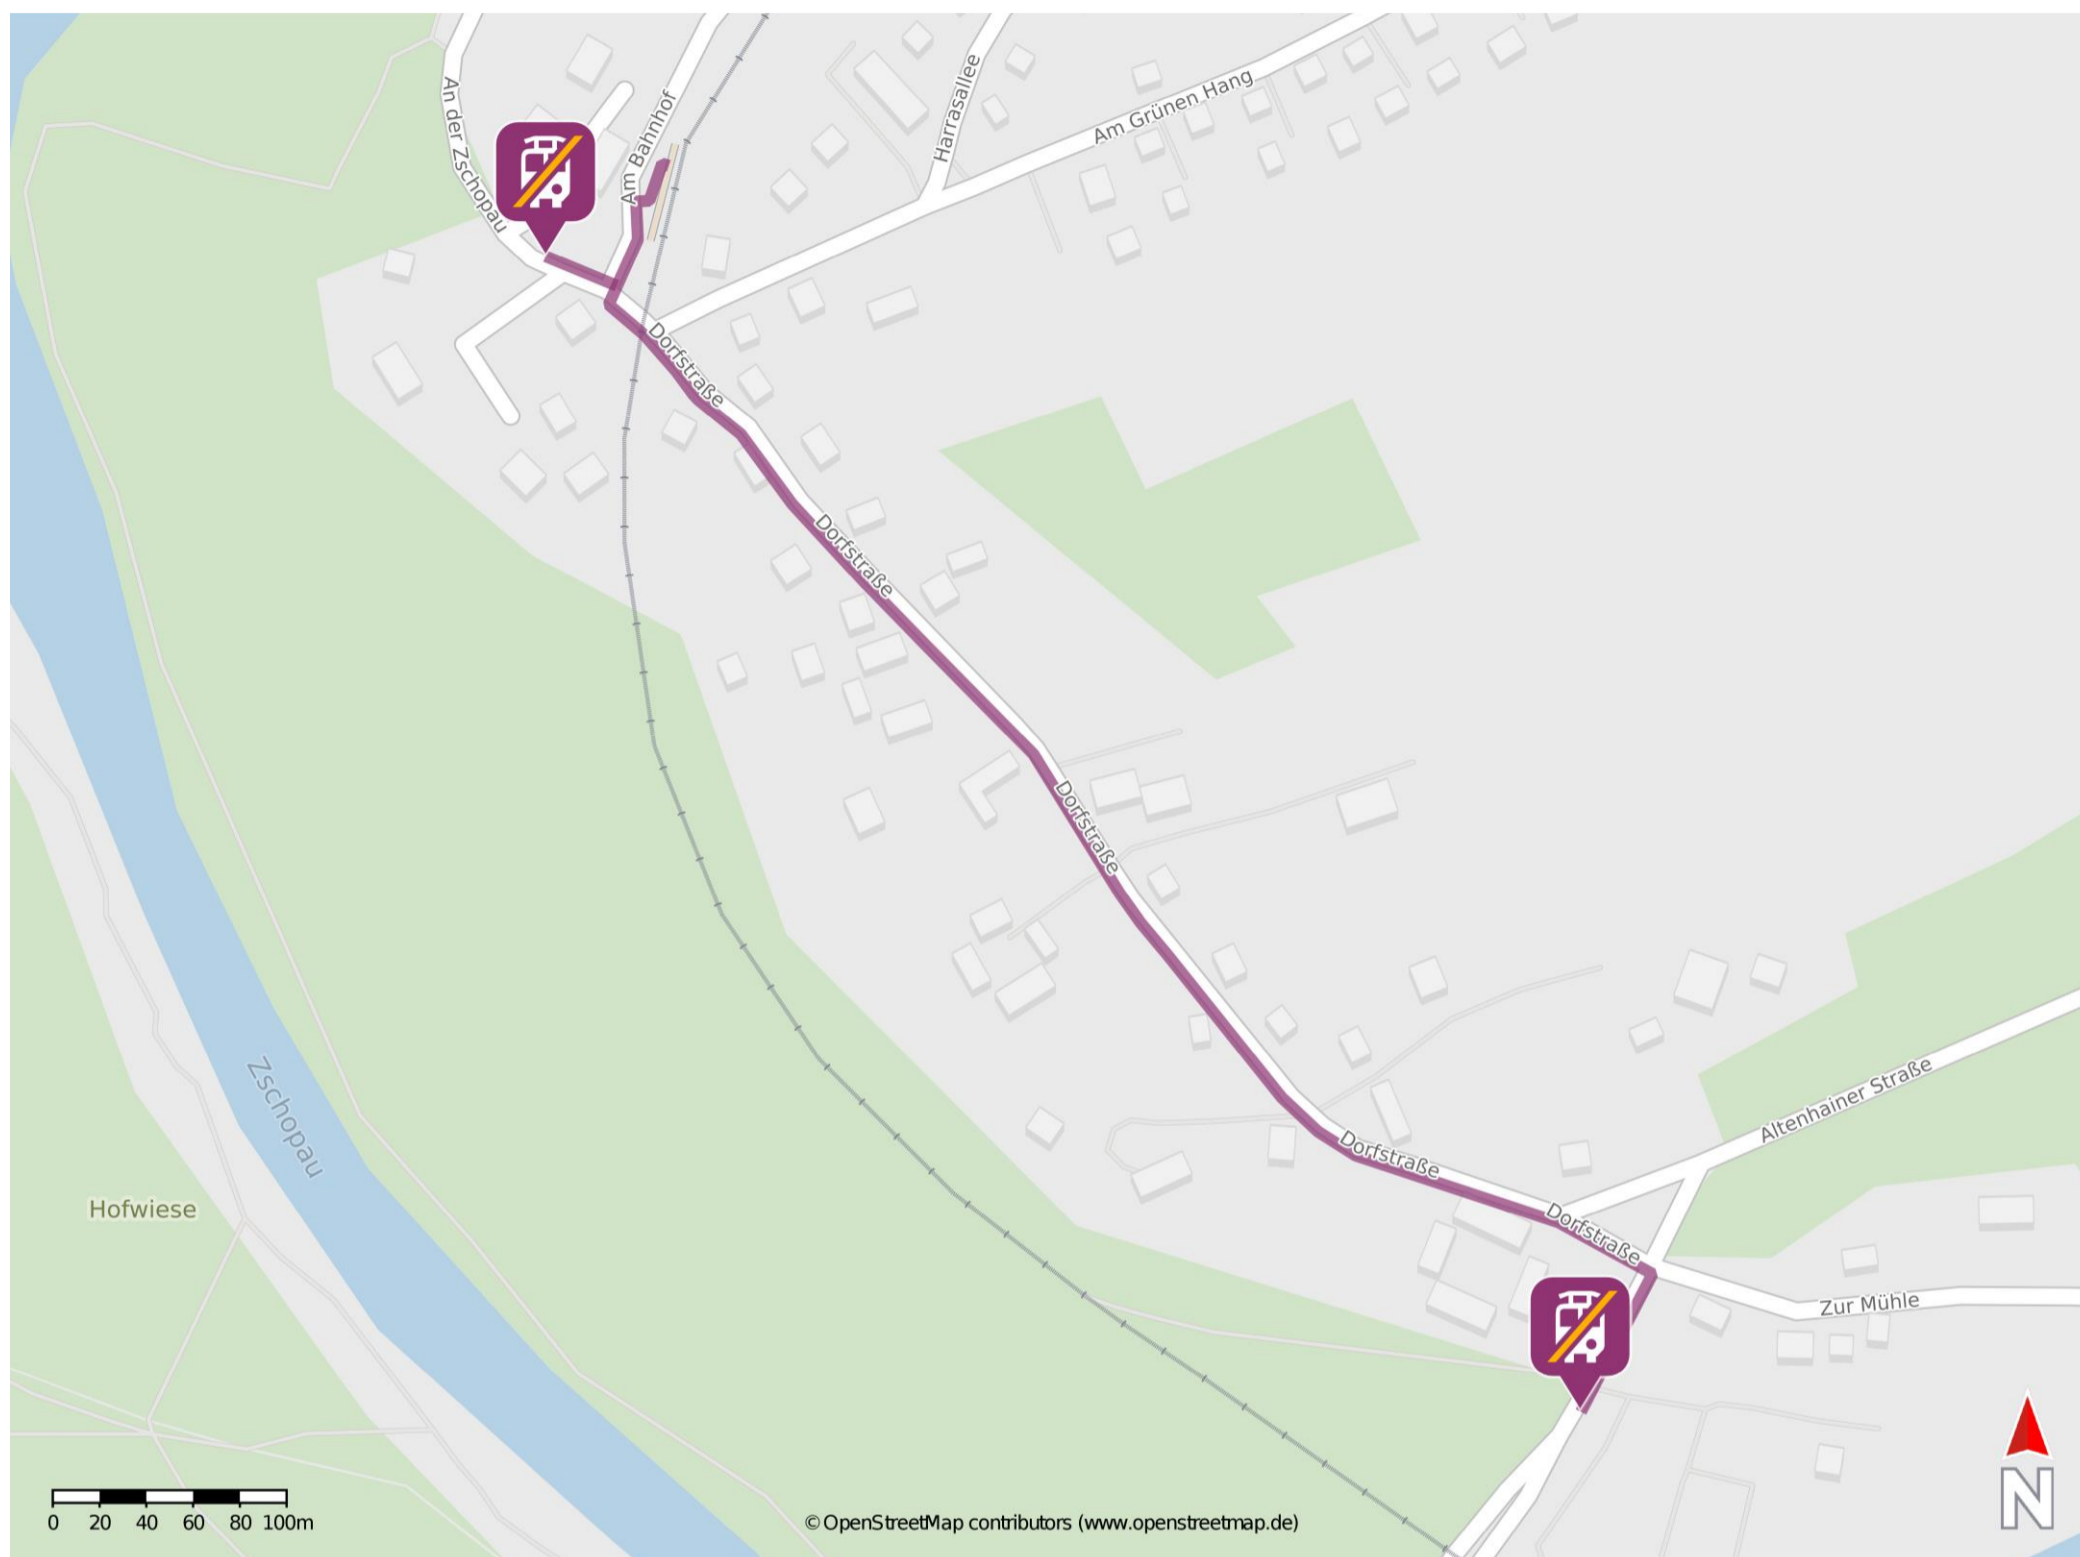 An der Zschopau
Am Bahnhof
Harrasallee
Am Grünen Hang
Dorfstraße
Dorfstraße
Dorfstraße
Dorfstraße
Dorfstraße
Altenhainer Straße
Zur Mühle
Zschopau
Hofwiese
N
0 20 40 60 80 100m
© OpenStreetMap contributors (www.openstreetmap.de)